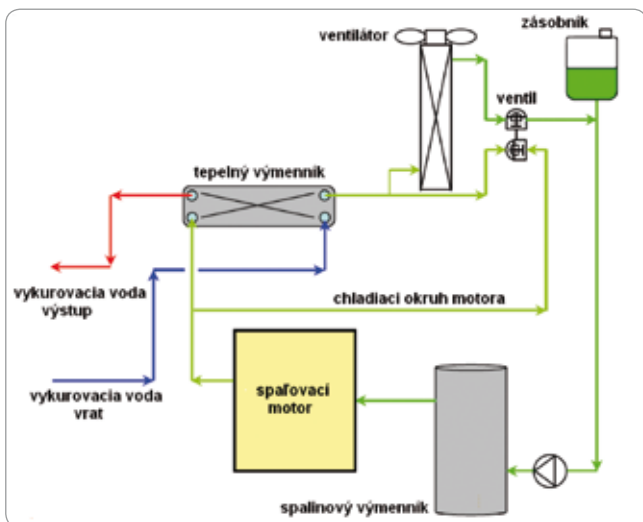 zásobník
ventilátor
ventil
tepelný výmenník
vykurovacia voda
výstup
chladiaci okruh motora
vykurovacia voda
vrat
spaľovací
motor
spalinový výmenník